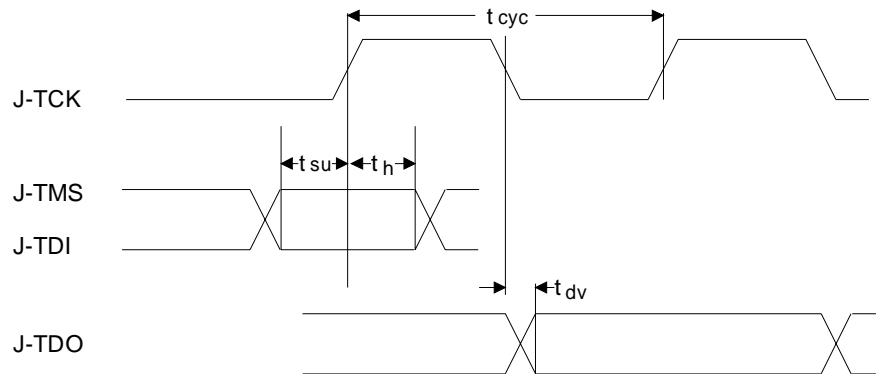 t cyc
J-TCK
t su
t h
J-TMS
J-TDI
t dv
J-TDO